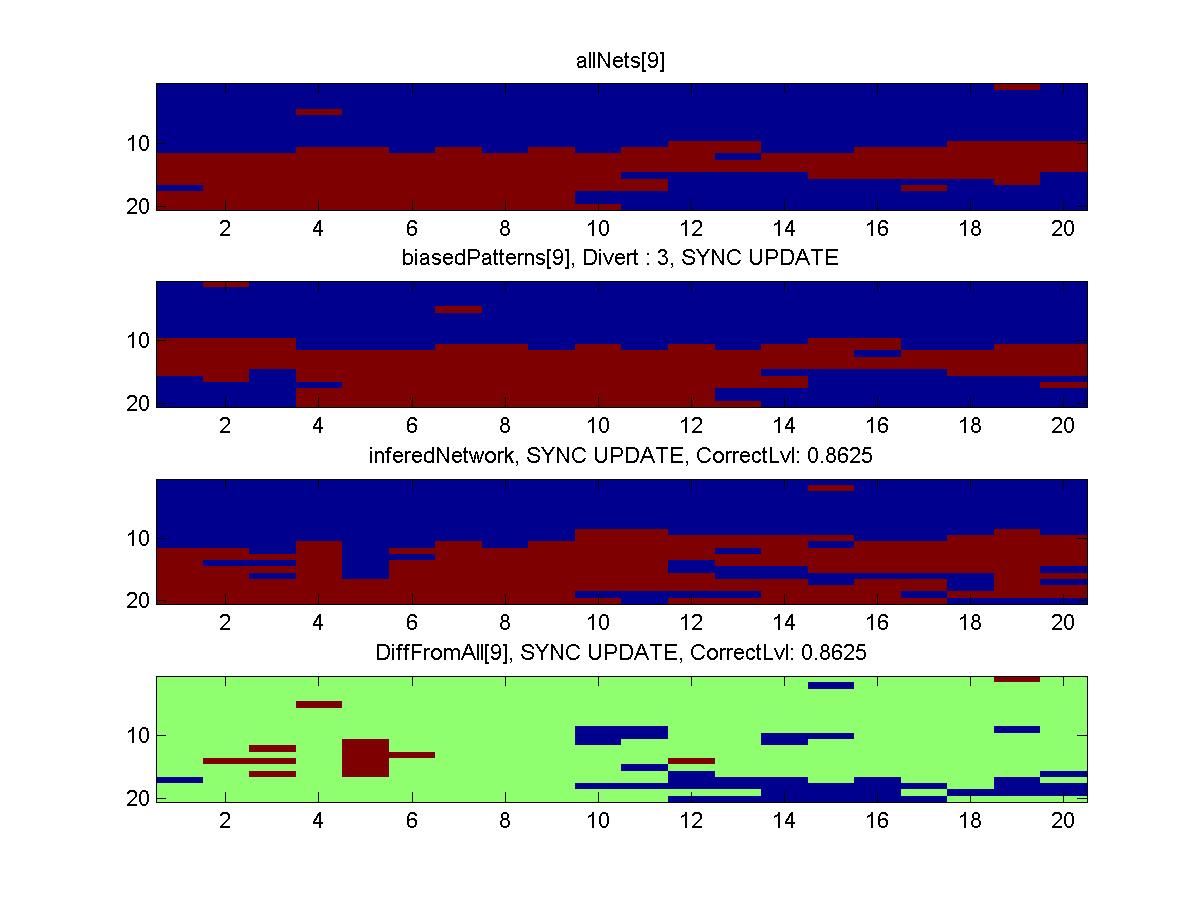 allNets[9]
10
20
2 4 6 8 10 12 14 16 18 20
biasedPatterns[9], Divert : 3, SYNC UPDATE
10
20
2 4 6 8 10 12 14 16 18 20
inferedNetwork, SYNC UPDATE, CorrectLvl: 0.8625
10
20
2 4 6 8 10 12 14 16 18 20
DiffFromAll[9], SYNC UPDATE, CorrectLvl: 0.8625
10
20
2 4 6 8 10 12 14 16 18 20